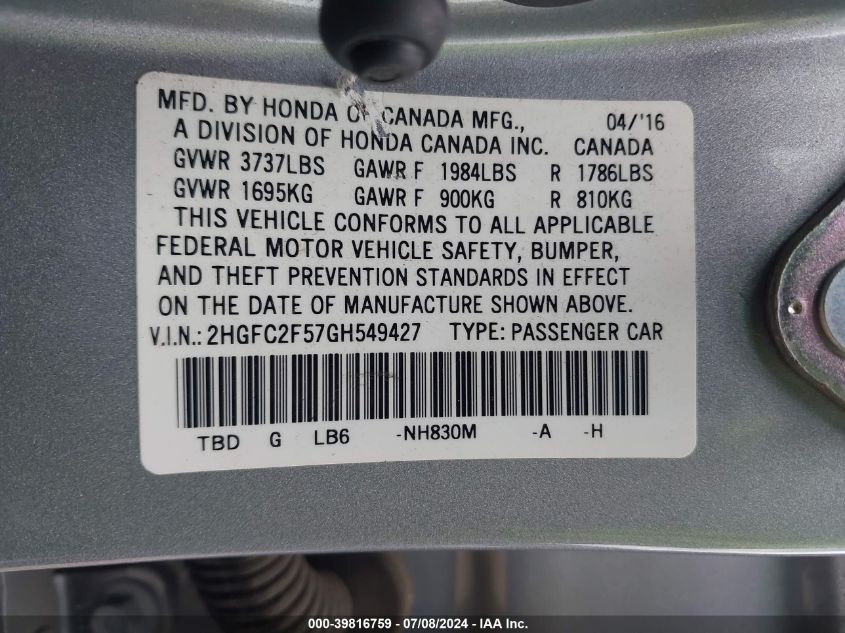 MFD. BY HONDA OF CANADA MFG., 04/'16
A DIVISION OF HONDA CANADA INC. CANADA
GVWR 3737LBS GAWR F 1984LBS R 1786LBS
GVWR 1695KG GAWR F 900KG R 810KG
THIS VEHICLE CONFORMS TO ALL APPLICABLE
FEDERAL MOTOR VEHICLE SAFETY, BUMPER,
AND THEFT PREVENTION STANDARDS IN EFFECT
ON THE DATE OF MANUFACTURE SHOWN ABOVE.
V.I.N.: 2HGFC2F57GH549427 TYPE: PASSENGER CAR
TBD G LB6 -NH830M -A -H
000-39816759 - 07/08/2024 - IAA Inc.